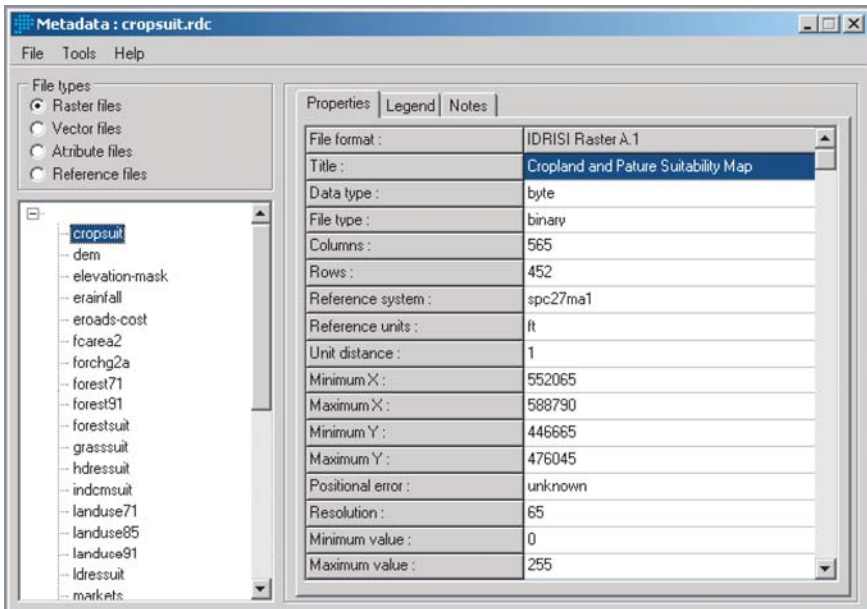 Metadata : cropsuit.rdc
File Tools Help
File types
Raster files
Vector files
Atribute files
Reference files
cropsuit
dem
elevation-mask
erainfall
eroads-cost
fcarea2
forchg2a
forest71
forest91
forestsuit
grasssuit
hdressuit
indcmsuit
landuse71
landuse85
landuse91
ldressuit
markets
Properties Legend Notes
File format : IDRISI Raster A.1
Title : Cropland and Pature Suitability Map
Data type : byte
File type : binary
Columns : 565
Rows : 452
Reference system : spc27ma1
Reference units : ft
Unit distance : 1
Minimum X : 552065
Maximum X : 588790
Minimum Y : 446665
Maximum Y : 476045
Positional error : unknown
Resolution : 65
Minimum value : 0
Maximum value : 255